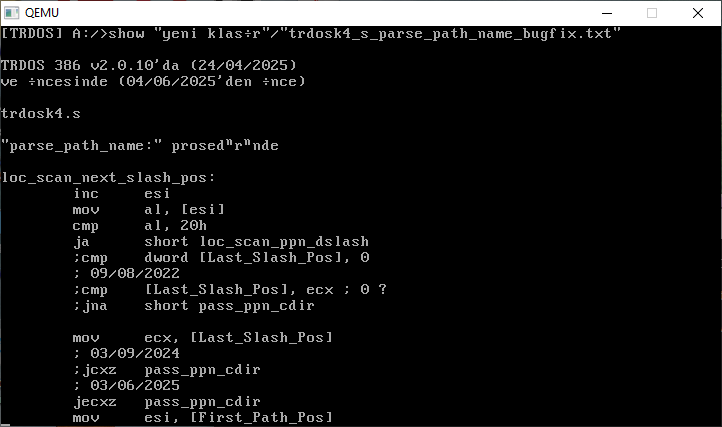 QEMU
[TRDOS] A:/>show "yeni klas÷r"/"trdosk4_s_parse_path_name_bugfix.txt"
TRDOS 386 v2.0.10'da (24/04/2025)
ve ÷ncesinde (04/06/2025'den ÷nce)
trdosk4.s
"parse_path_name:" prosedⁿrⁿnde
loc_scan_next_slash_pos:
inc esi
mov al, [esi]
cmp al, 20h
ja short loc_scan_ppn_dslash
;cmp dword [Last_Slash_Pos], 0
; 09/08/2022
;cmp [Last_Slash_Pos], ecx ; 0 ?
;jna short pass_ppn_cdir
mov ecx, [Last_Slash_Pos]
; 03/09/2024
;jcxz pass_ppn_cdir
; 03/06/2025
jecxz pass_ppn_cdir
mov esi, [First_Path_Pos]